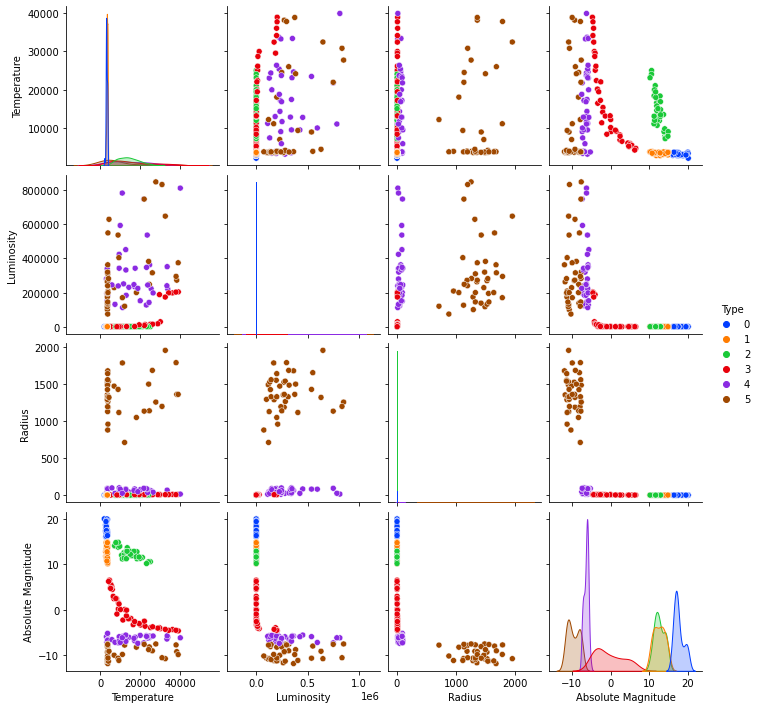 40000
30000
20000
10000
Temperature
800000
600000
400000
200000
0
Luminosity
2000
1500
1000
500
0
Radius
20
10
0
−10
Absolute Magnitude
0 20000 40000
Temperature
0.0 0.5 1.0
1e6
Luminosity
0 1000 2000
Radius
−10 0 10 20
Absolute Magnitude
Type
0
1
2
3
4
5